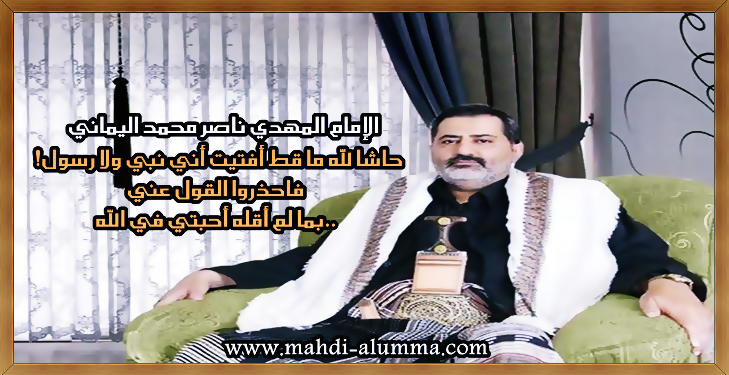 الإمام المهدي ناصر محمد اليماني
حاشا لله ما قط أفتيت أني نبي ولا رسول!
فاحذروا القول عني
بما لم أقله أحبتي في الله..
www.mahdi-alumma.com